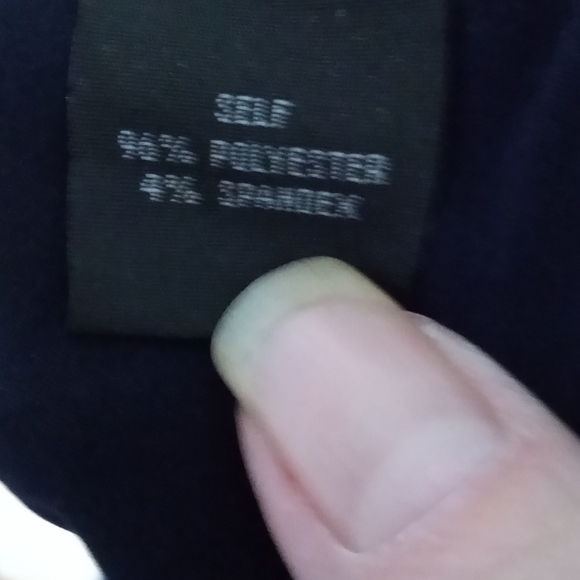 SELF
96% POLYESTER
4% SPANDEX